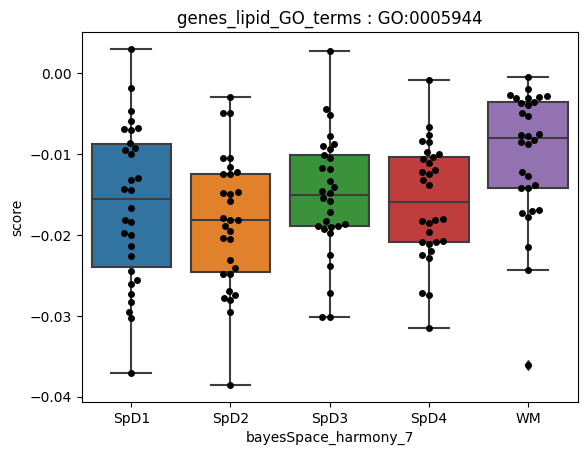 genes_lipid_GO_terms : GO:0005944
0.00
−0.01
−0.02
−0.03
−0.04
score
SpD1 SpD2 SpD3 SpD4 WM
bayesSpace_harmony_7